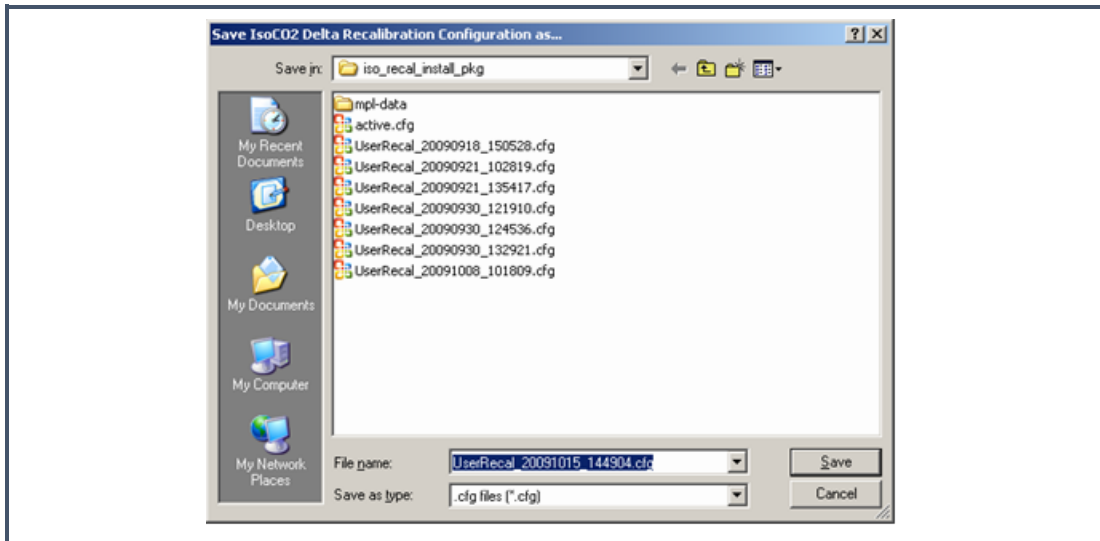 Save IsoCO2 Delta Recalibration Configuration as...
Save in:
iso_recal_install_pkg
My Recent
Documents
Desktop
My Documents
My Computer
My Network
Places
mpl-data
active.cfg
UserRecal_20090918_150528.cfg
UserRecal_20090921_102819.cfg
UserRecal_20090921_135417.cfg
UserRecal_20090930_121910.cfg
UserRecal_20090930_124536.cfg
UserRecal_20090930_132921.cfg
UserRecal_20091008_101809.cfg
File name:
UserRecal_20091015_144904.cfg
Save
Save as type:
.cfg files (*.cfg)
Cancel